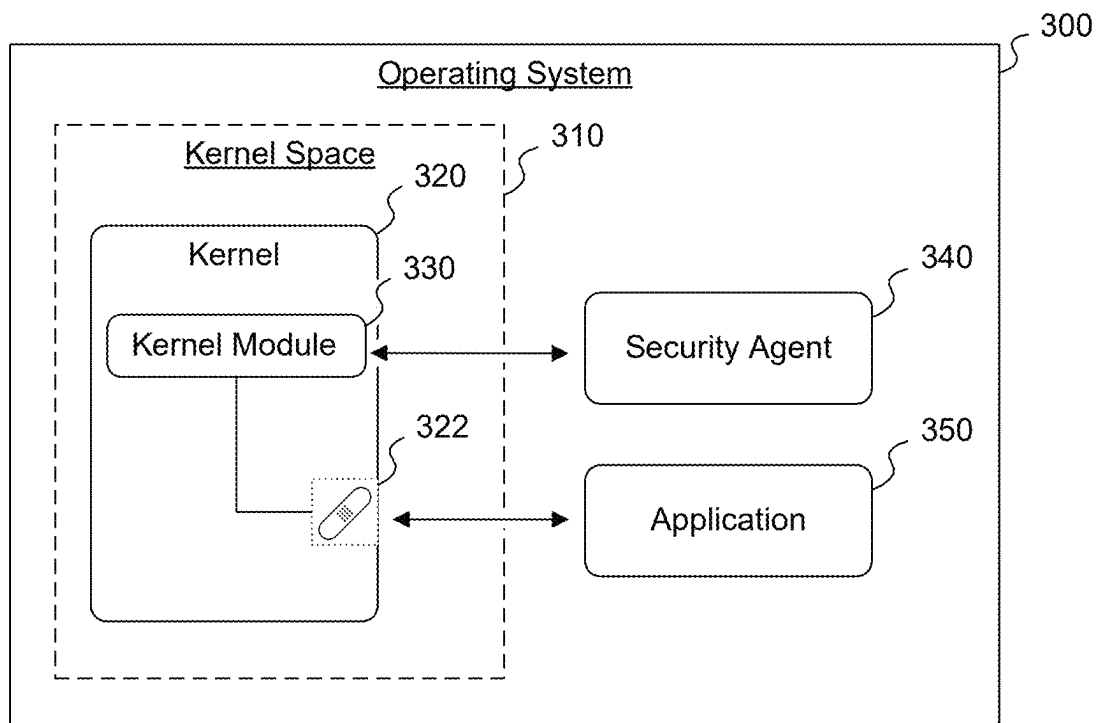 300
Operating System
310
Kernel Space
320
Kernel
330
Kernel Module
340
Security Agent
322
350
Application